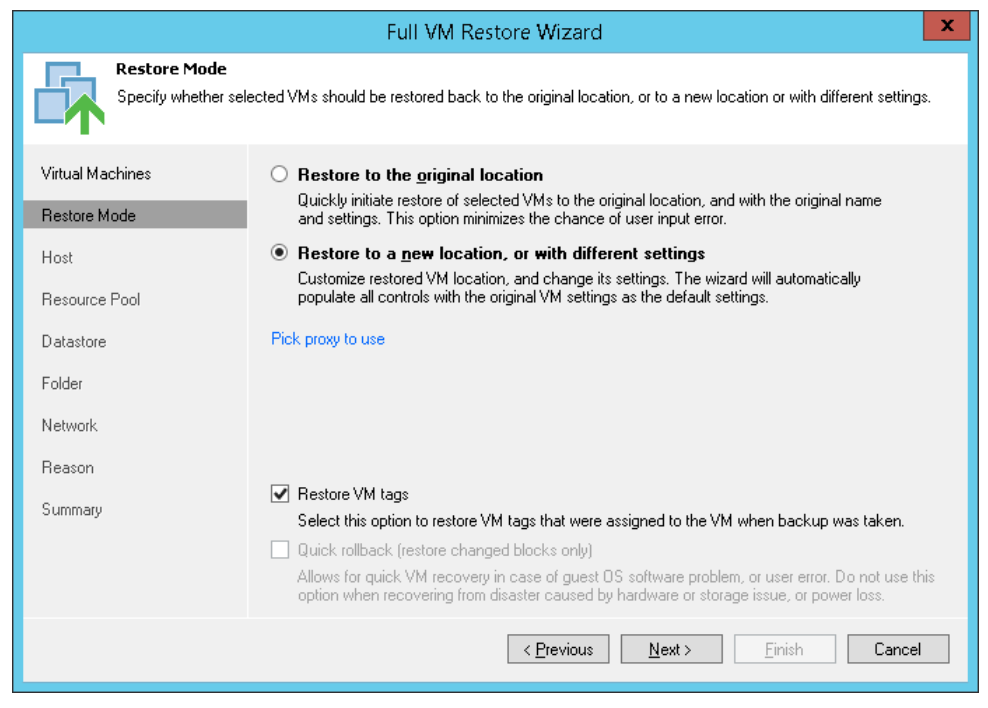 Full VM Restore Wizard
x
Restore Mode
Specify whether selected VMs should be restored back to the original location, or to a new location or with different settings.
Virtual Machines
Restore Mode
Host
Resource Pool
Datastore
Folder
Network
Reason
Summary
Restore to the original location
Quickly initiate restore of selected VMs to the original location, and with the original name
and settings. This option minimizes the chance of user input error.
Restore to a new location, or with different settings
Customize restored VM location, and change its settings. The wizard will automatically
populate all controls with the original VM settings as the default settings.
Pick proxy to use
Restore VM tags
Select this option to restore VM tags that were assigned to the VM when backup was taken.
Quick rollback (restore changed blocks only)
Allows for quick VM recovery in case of guest OS software problem, or user error. Do not use this
option when recovering from disaster caused by hardware or storage issue, or power loss.
< Previous
Next >
Finish
Cancel